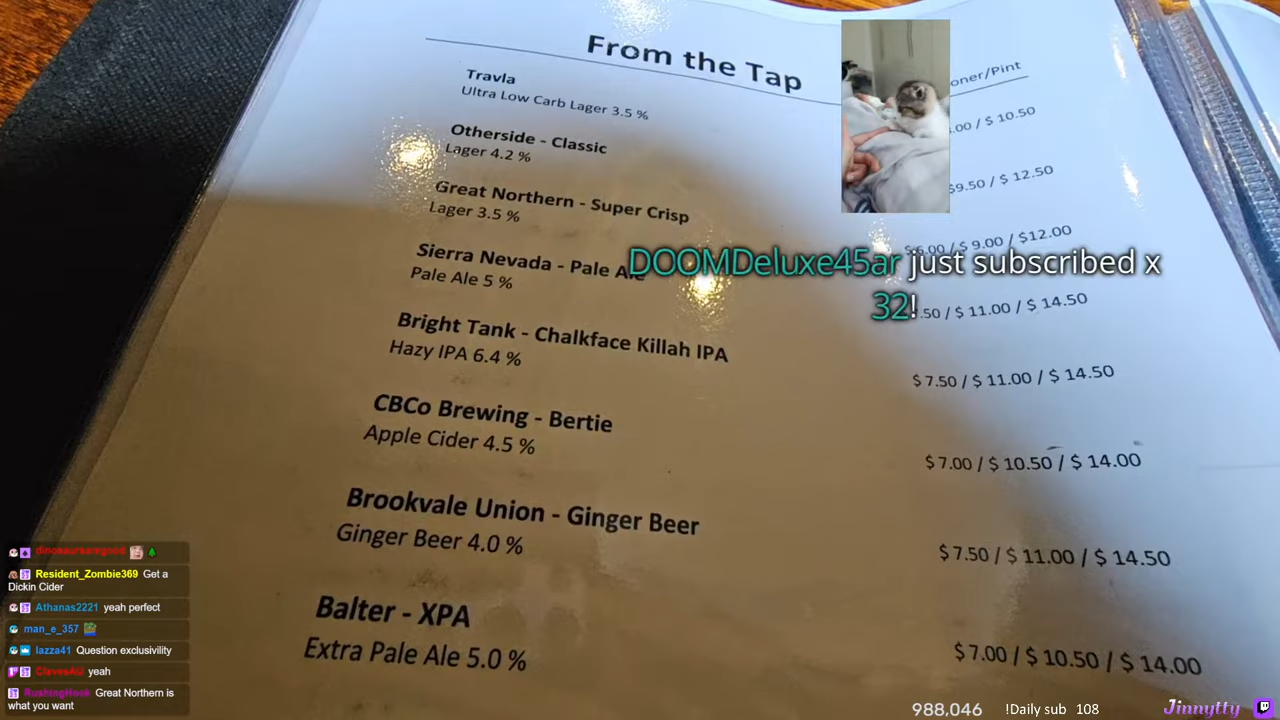 From the Tap
oner/Pint
Travla
Ultra Low Carb Lager 3.5 %
.00 / $ 10.50
Otherside - Classic
Lager 4.2 %
$9.50 / $ 12.50
Great Northern - Super Crisp
Lager 3.5 %
$6.00 / $ 9.00 / $12.00
Sierra Nevada - Pale Ale
Pale Ale 5 %
.50 / $ 11.00 / $ 14.50
DOOMDeluxe45ar just subscribed x
32!
Bright Tank - Chalkface Killah IPA
Hazy IPA 6.4 %
$ 7.50 / $ 11.00 / $ 14.50
CBCo Brewing - Bertie
Apple Cider 4.5 %
$ 7.00 / $ 10.50 / $ 14.00
Brookvale Union - Ginger Beer
Ginger Beer 4.0 %
$ 7.50 / $ 11.00 / $ 14.50
Balter - XPA
Extra Pale Ale 5.0 %
$ 7.00 / $ 10.50 / $ 14.00
dinosaursaregood
Resident_Zombie369 Get a
Dickin Cider
Athanas2221 yeah perfect
man_e_357
lazza41 Question exclusivility
ClavesAU yeah
RushingHook Great Northern is
what you want
988,046 !Daily sub 108 Jinnytty